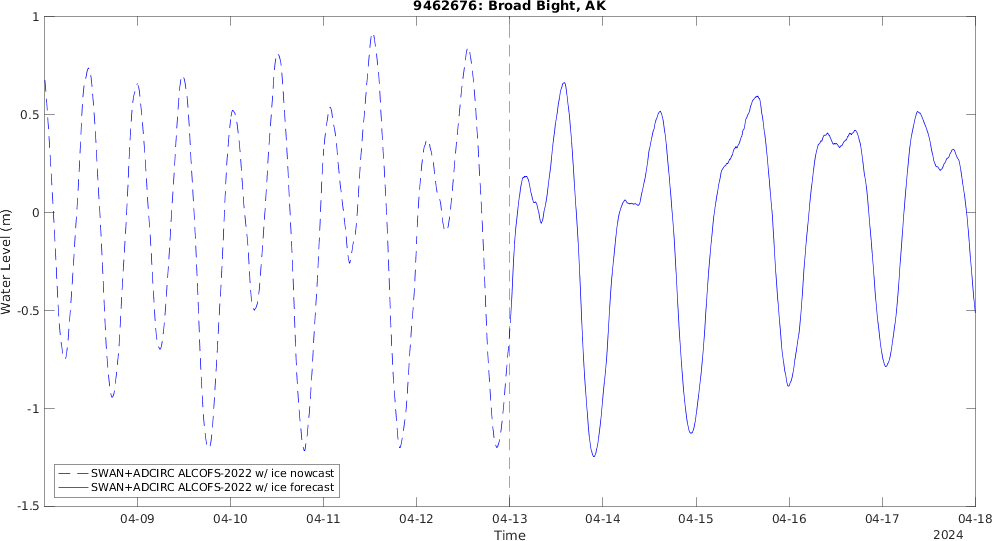 9462676: Broad Bight, AK
1
0.5
0
-0.5
-1
-1.5
Water Level (m)
SWAN+ADCIRC ALCOFS-2022 w/ ice nowcast
SWAN+ADCIRC ALCOFS-2022 w/ ice forecast
04-09 04-10 04-11 04-12 04-13 04-14 04-15 04-16 04-17 04-18
Time
2024